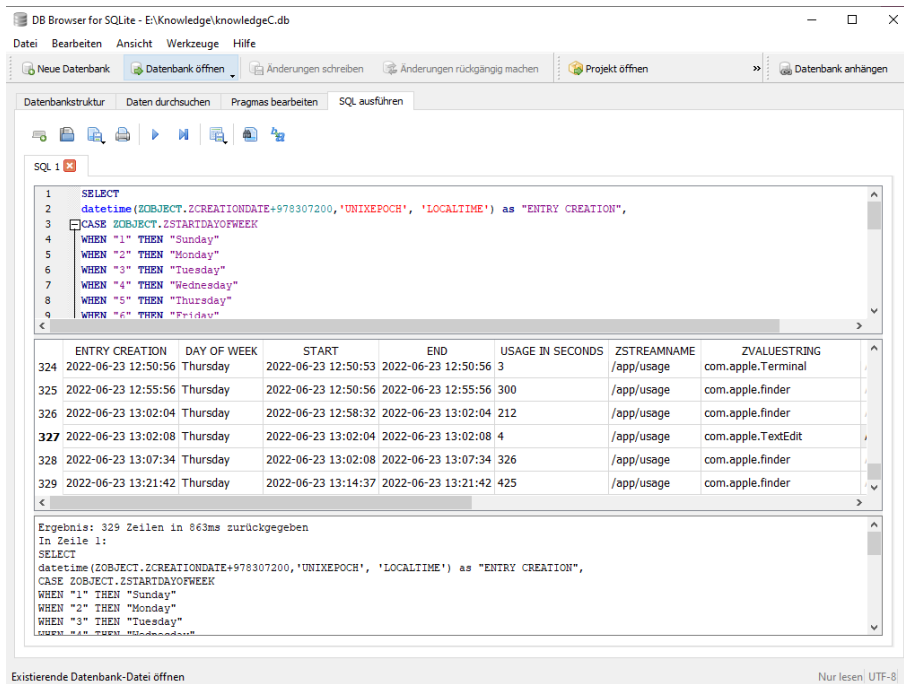 DB Browser for SQLite - E:\Knowledge\knowledgeC.db
Datei Bearbeiten Ansicht Werkzeuge Hilfe
Neue Datenbank Datenbank öffnen Änderungen schreiben Änderungen rückgängig machen Projekt öffnen » Datenbank anhängen
Datenbankstruktur Daten durchsuchen Pragmas bearbeiten SQL ausführen
SQL 1
1 SELECT
2 datetime(ZOBJECT.ZCREATIONDATE+978307200,'UNIXEPOCH', 'LOCALTIME') as "ENTRY CREATION",
3 CASE ZOBJECT.ZSTARTDAYOFWEEK
4 WHEN "1" THEN "Sunday"
5 WHEN "2" THEN "Monday"
6 WHEN "3" THEN "Tuesday"
7 WHEN "4" THEN "Wednesday"
8 WHEN "5" THEN "Thursday"
9 WHEN "6" THEN "Friday"
ENTRY CREATION DAY OF WEEK START END USAGE IN SECONDS ZSTREAMNAME ZVALUESTRING
324 2022-06-23 12:50:56 Thursday 2022-06-23 12:50:53 2022-06-23 12:50:56 3 /app/usage com.apple.Terminal
325 2022-06-23 12:55:56 Thursday 2022-06-23 12:50:56 2022-06-23 12:55:56 300 /app/usage com.apple.finder
326 2022-06-23 13:02:04 Thursday 2022-06-23 12:58:32 2022-06-23 13:02:04 212 /app/usage com.apple.finder
327 2022-06-23 13:02:08 Thursday 2022-06-23 13:02:04 2022-06-23 13:02:08 4 /app/usage com.apple.TextEdit
328 2022-06-23 13:07:34 Thursday 2022-06-23 13:02:08 2022-06-23 13:07:34 326 /app/usage com.apple.finder
329 2022-06-23 13:21:42 Thursday 2022-06-23 13:14:37 2022-06-23 13:21:42 425 /app/usage com.apple.finder
Ergebnis: 329 Zeilen in 863ms zurückgegeben
In Zeile 1:
SELECT
datetime(ZOBJECT.ZCREATIONDATE+978307200,'UNIXEPOCH', 'LOCALTIME') as "ENTRY CREATION",
CASE ZOBJECT.ZSTARTDAYOFWEEK
WHEN "1" THEN "Sunday"
WHEN "2" THEN "Monday"
WHEN "3" THEN "Tuesday"
WHEN "4" THEN "Wednesday"
Existierende Datenbank-Datei öffnen Nur lesen UTF-8